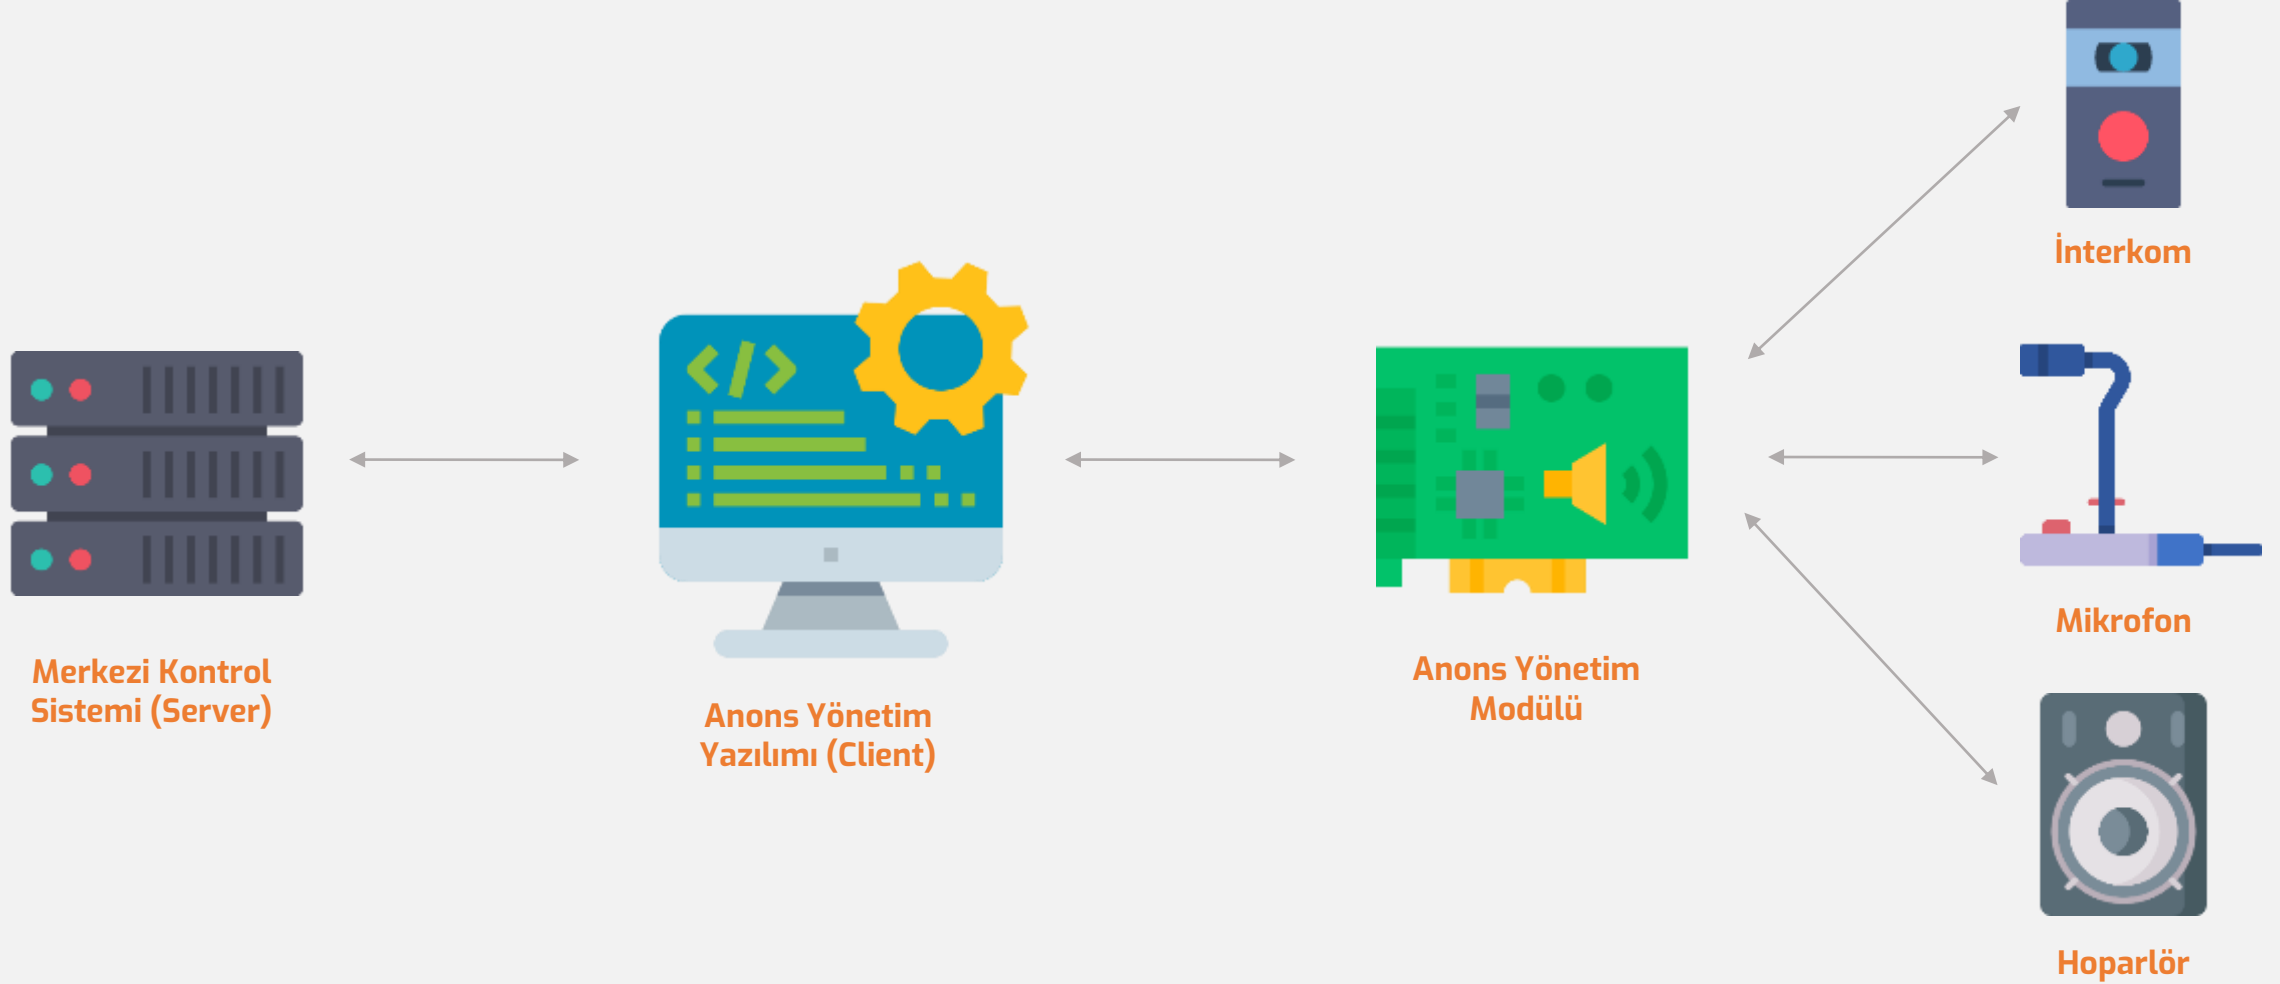 Merkezi Kontrol
Sistemi (Server)
Anons Yönetim
Yazılımı (Client)
Anons Yönetim
Modülü
İnterkom
Mikrofon
Hoparlör